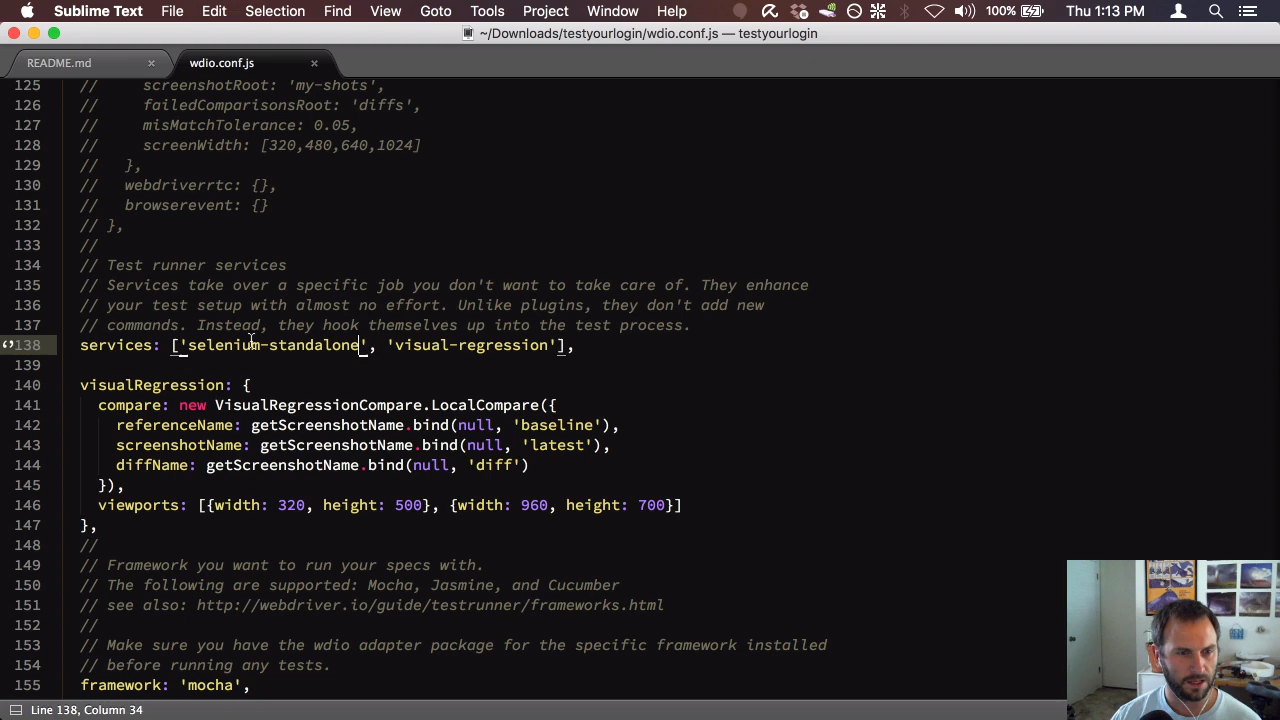 Sublime Text File Edit Selection Find View Goto Tools Project Window Help 100% Thu 1:13 PM
~/Downloads/testyourlogin/wdio.conf.js — testyourlogin
README.md wdio.conf.js
125 // screenshotRoot: 'my-shots',
126 // failedComparisonsRoot: 'diffs',
127 // misMatchTolerance: 0.05,
128 // screenWidth: [320,480,640,1024]
129 // },
130 // webdriverrtc: {},
131 // browserevent: {}
132 // },
133 //
134 // Test runner services
135 // Services take over a specific job you don't want to take care of. They enhance
136 // your test setup with almost no effort. Unlike plugins, they don't add new
137 // commands. Instead, they hook themselves up into the test process.
138 services: ['selenium-standalone', 'visual-regression'],
139
140 visualRegression: {
141 compare: new VisualRegressionCompare.LocalCompare({
142 referenceName: getScreenshotName.bind(null, 'baseline'),
143 screenshotName: getScreenshotName.bind(null, 'latest'),
144 diffName: getScreenshotName.bind(null, 'diff')
145 }),
146 viewports: [{width: 320, height: 500}, {width: 960, height: 700}]
147 },
148 //
149 // Framework you want to run your specs with.
150 // The following are supported: Mocha, Jasmine, and Cucumber
151 // see also: http://webdriver.io/guide/testrunner/frameworks.html
152 //
153 // Make sure you have the wdio adapter package for the specific framework installed
154 // before running any tests.
155 framework: 'mocha',
Line 138, Column 34